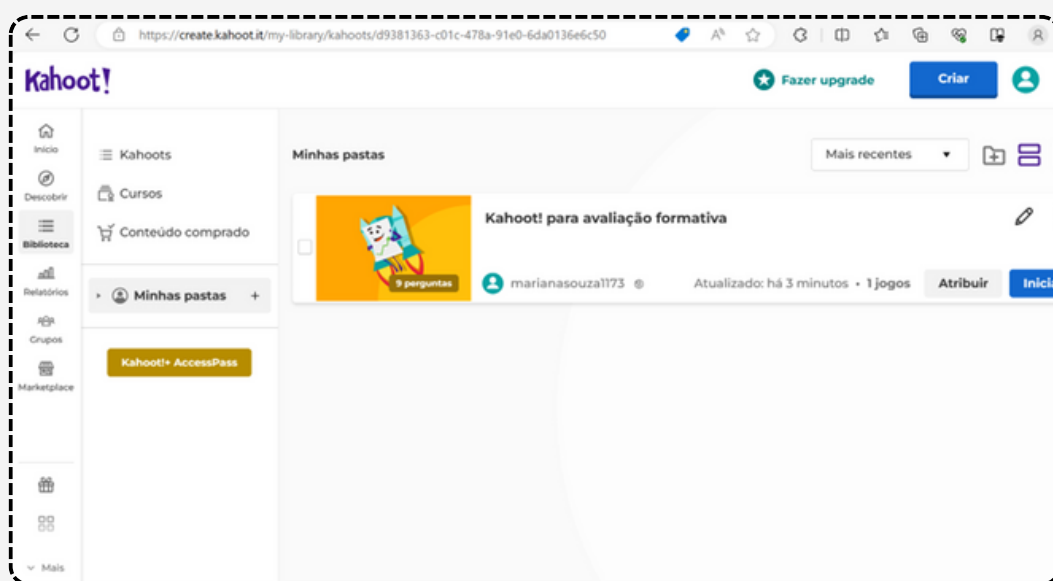 https://create.kahoot.it/my-library/kahoots/d9381363-c01c-478a-91e0-6da0136e6c50
Kahoot!
Fazer upgrade
Criar
Início
Descobrir
Biblioteca
Relatórios
Grupos
Marketplace
Mais
Kahoots
Cursos
Conteúdo comprado
Minhas pastas +
Kahoot!+ AccessPass
Minhas pastas
Mais recentes
Kahoot! para avaliação formativa
9 perguntas
marianasouza1173
Atualizado: há 3 minutos • 1 jogos
Atribuir
Inicia